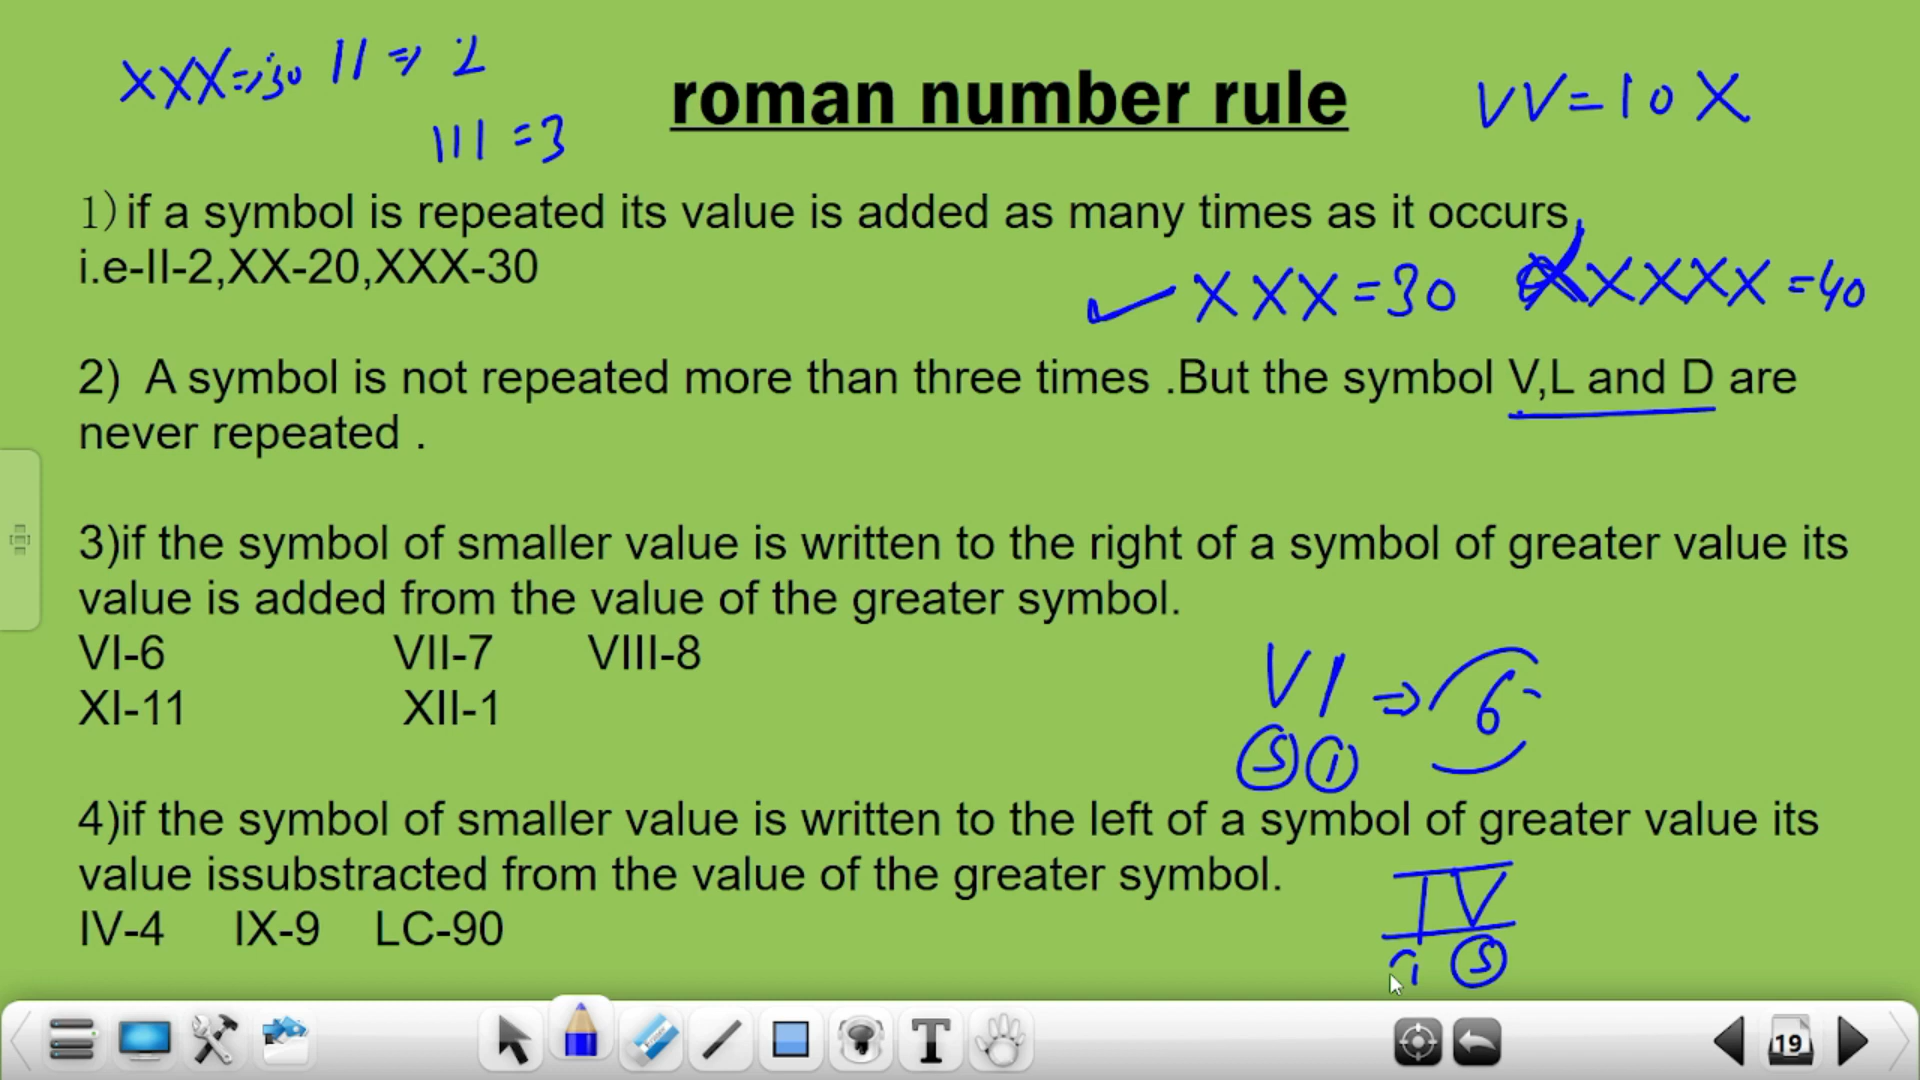 XXX=>30 II => 2
III =3
roman number rule
VV=10 X
1) if a symbol is repeated its value is added as many times as it occurs,
i.e-II-2,XX-20,XXX-30
XXX=30 XXXX =40
2) A symbol is not repeated more than three times .But the symbol V,L and D are
never repeated .
3)if the symbol of smaller value is written to the right of a symbol of greater value its
value is added from the value of the greater symbol.
VI-6 VII-7 VIII-8
XI-11 XII-1
VI => 6
5 1
4)if the symbol of smaller value is written to the left of a symbol of greater value its
value issubstracted from the value of the greater symbol.
IV-4 IX-9 LC-90
IV
5
T
19